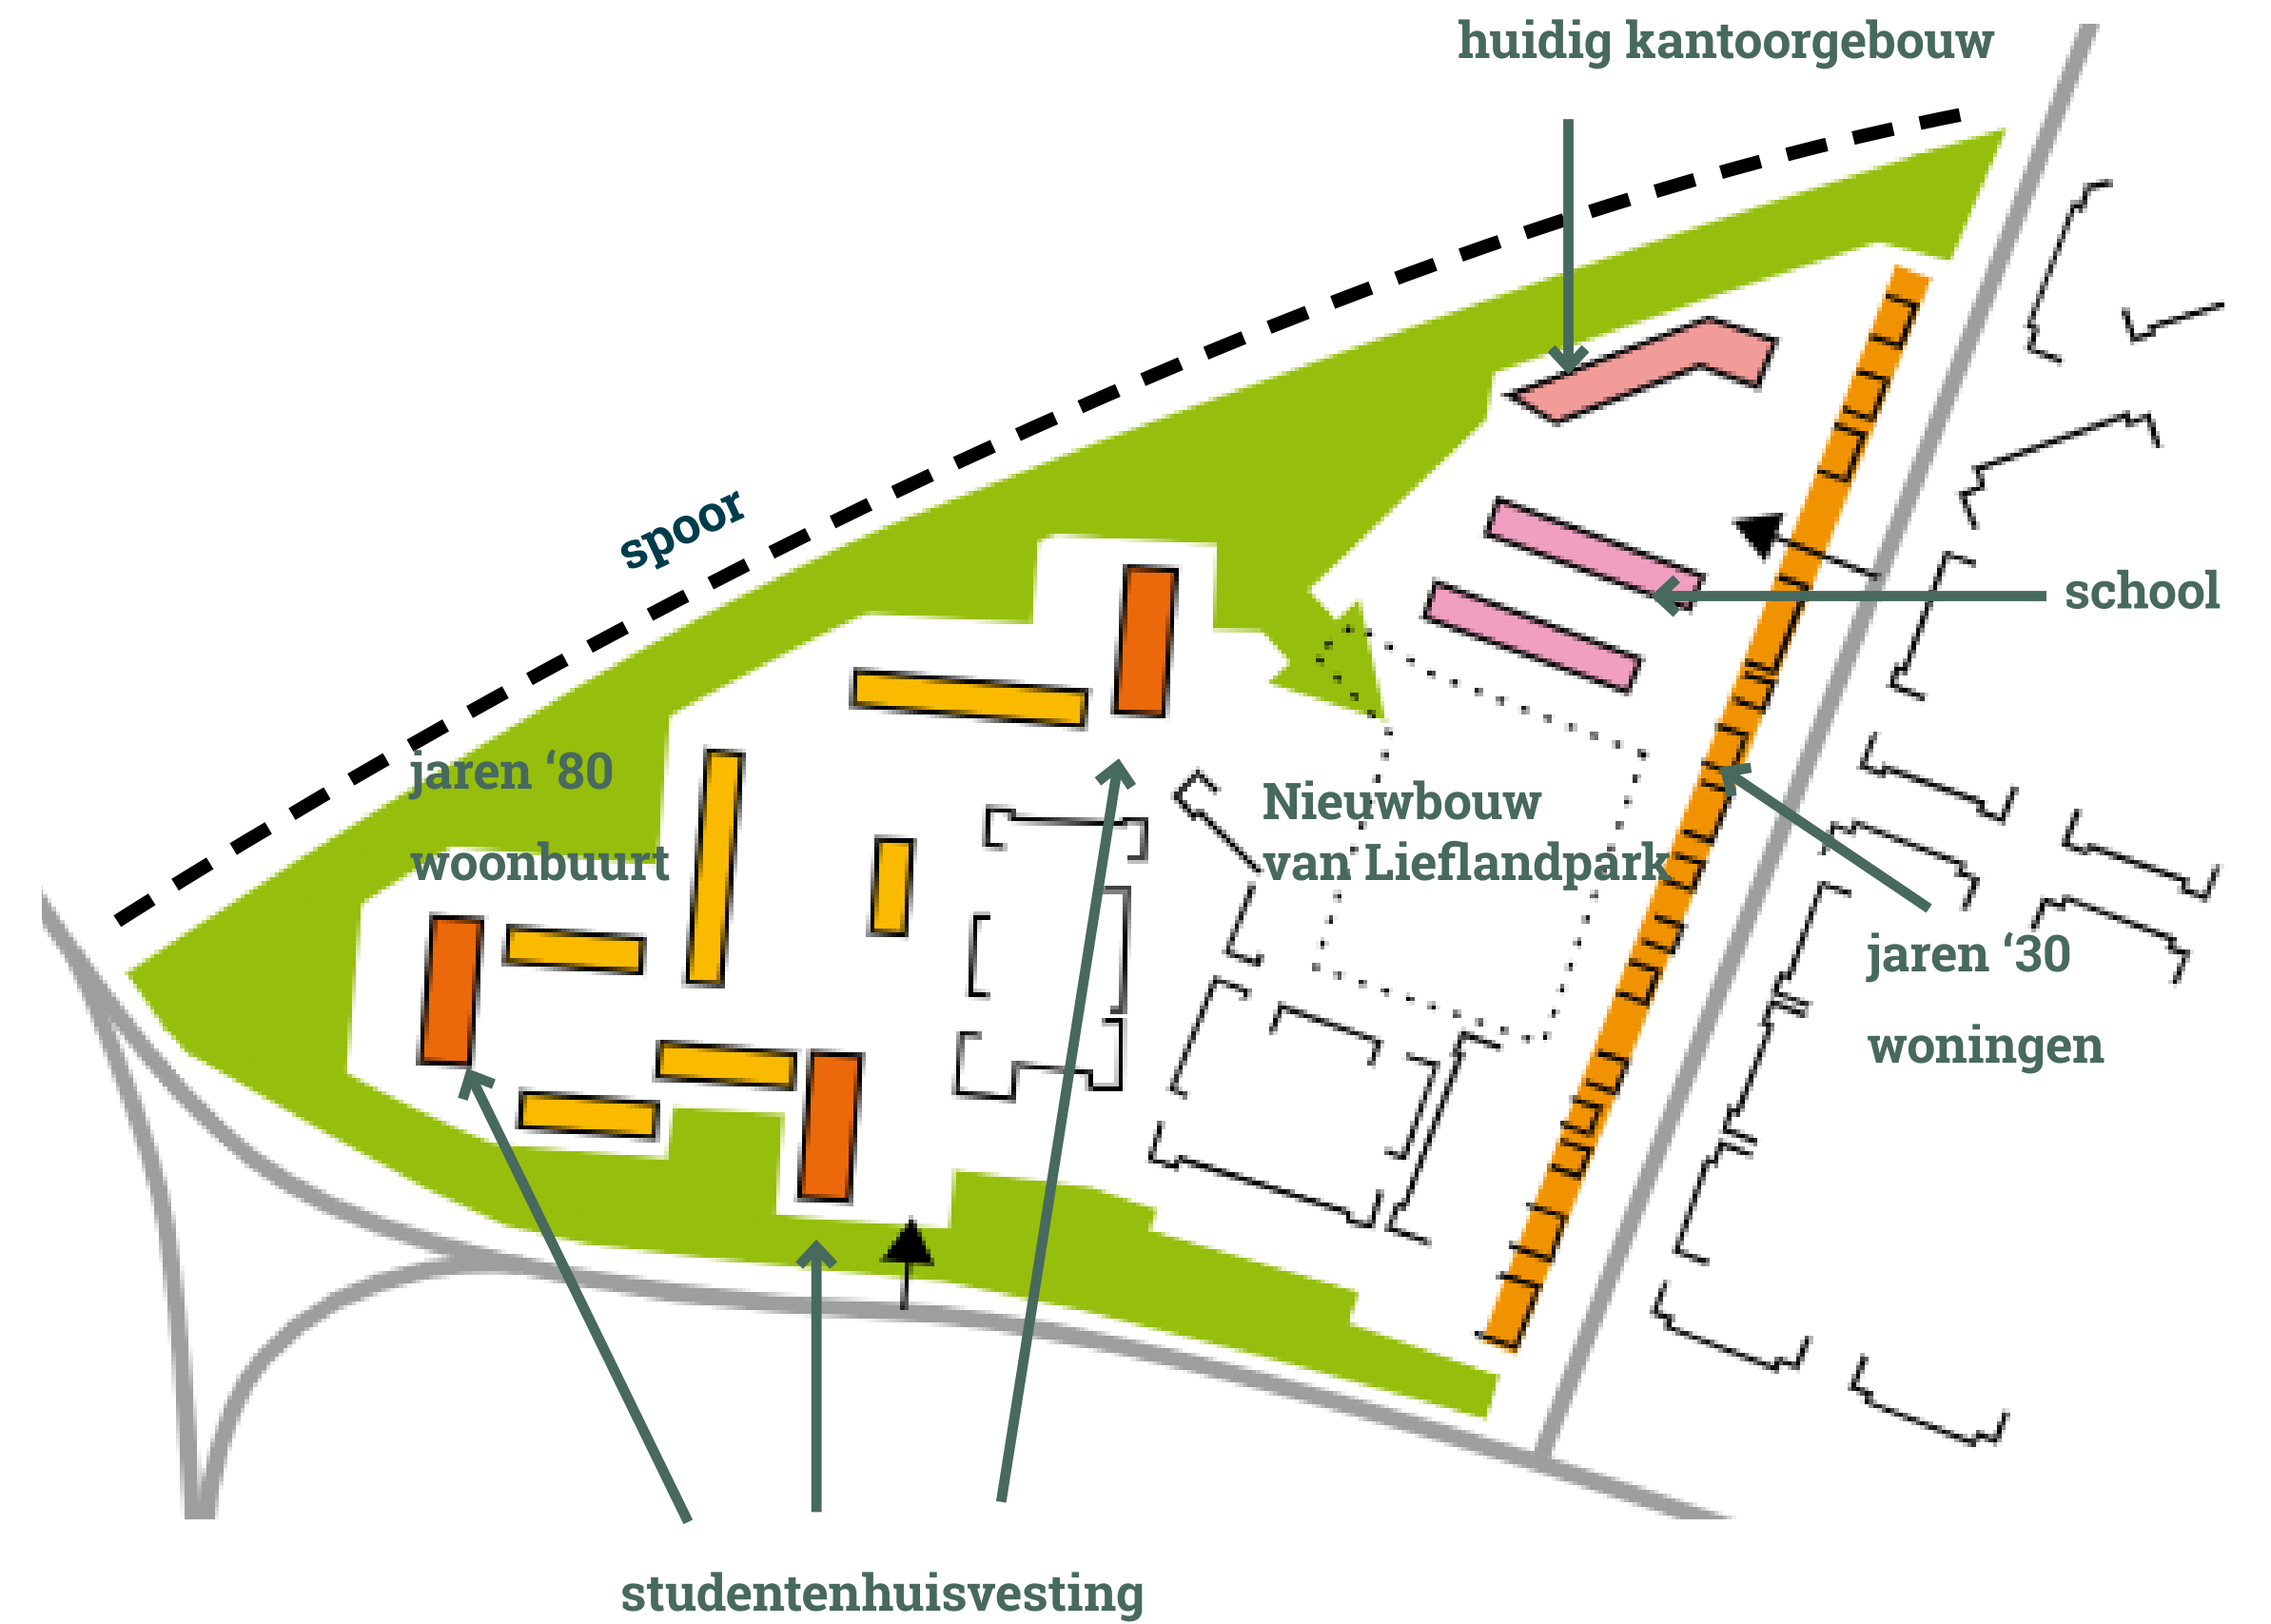 huidig kantoorgebouw
spoor
school
jaren ‘80
woonbuurt
Nieuwbouw
van Lieflandpark
jaren ‘30
woningen
studentenhuisvesting